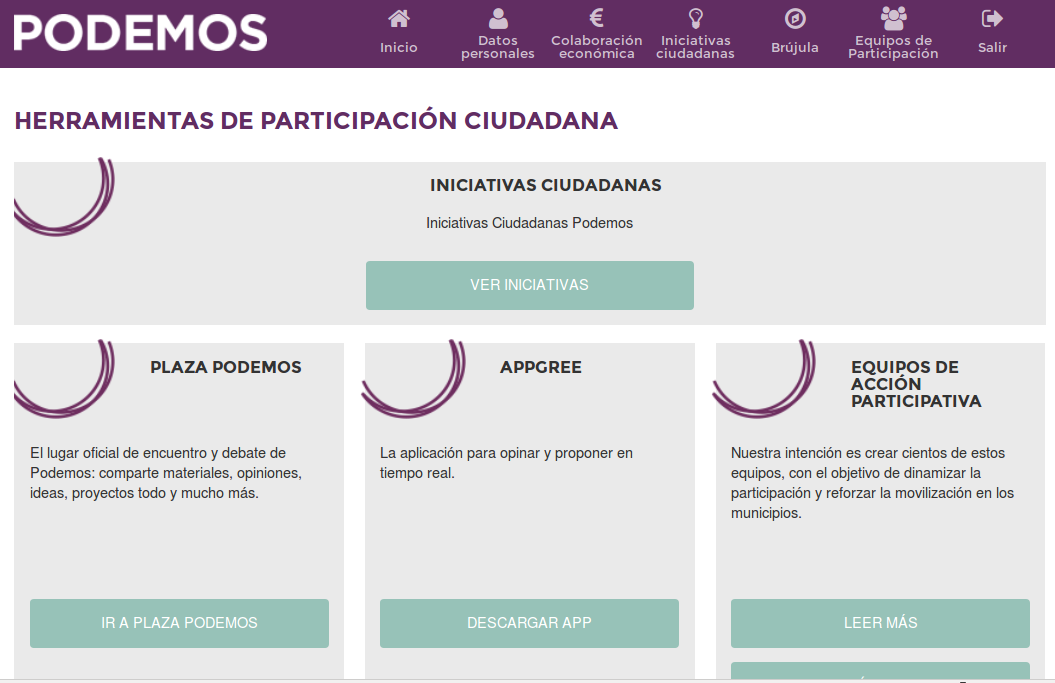 PODEMOS
Inicio
Datos
personales
Colaboración
económica
Iniciativas
ciudadanas
Brújula
Equipos de
Participación
Salir
HERRAMIENTAS DE PARTICIPACIÓN CIUDADANA
INICIATIVAS CIUDADANAS
Iniciativas Ciudadanas Podemos
VER INICIATIVAS
PLAZA PODEMOS
El lugar oficial de encuentro y debate de
Podemos: comparte materiales, opiniones,
ideas, proyectos todo y mucho más.
IR A PLAZA PODEMOS
APPGREE
La aplicación para opinar y proponer en
tiempo real.
DESCARGAR APP
EQUIPOS DE
ACCIÓN
PARTICIPATIVA
Nuestra intención es crear cientos de estos
equipos, con el objetivo de dinamizar la
participación y reforzar la movilización en los
municipios.
LEER MÁS